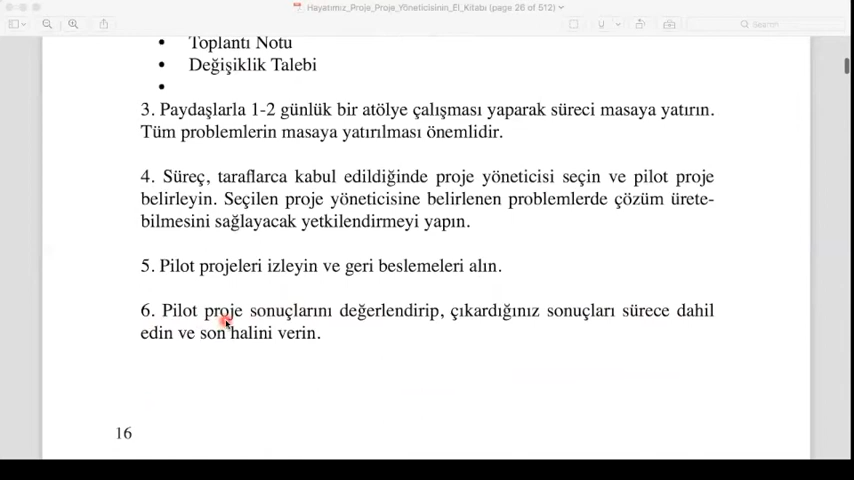 Hayatımız_Proje_Proje_Yöneticisinin_El_Kitabı (page 26 of 512)
Search
• Toplantı Notu
• Değişiklik Talebi
•
3. Paydaşlarla 1-2 günlük bir atölye çalışması yaparak süreci masaya yatırın.
Tüm problemlerin masaya yatırılması önemlidir.
4. Süreç, taraflarca kabul edildiğinde proje yöneticisi seçin ve pilot proje
belirleyin. Seçilen proje yöneticisine belirlenen problemlerde çözümürete-
bilmesini sağlayacak yetkilendirmeyi yapın.
5. Pilot projeleri izleyin ve geri beslemeleri alın.
6. Pilot proje sonuçlarını değerlendirip, çıkardığınız sonuçları sürece dahil
edin ve son halini verin.
16